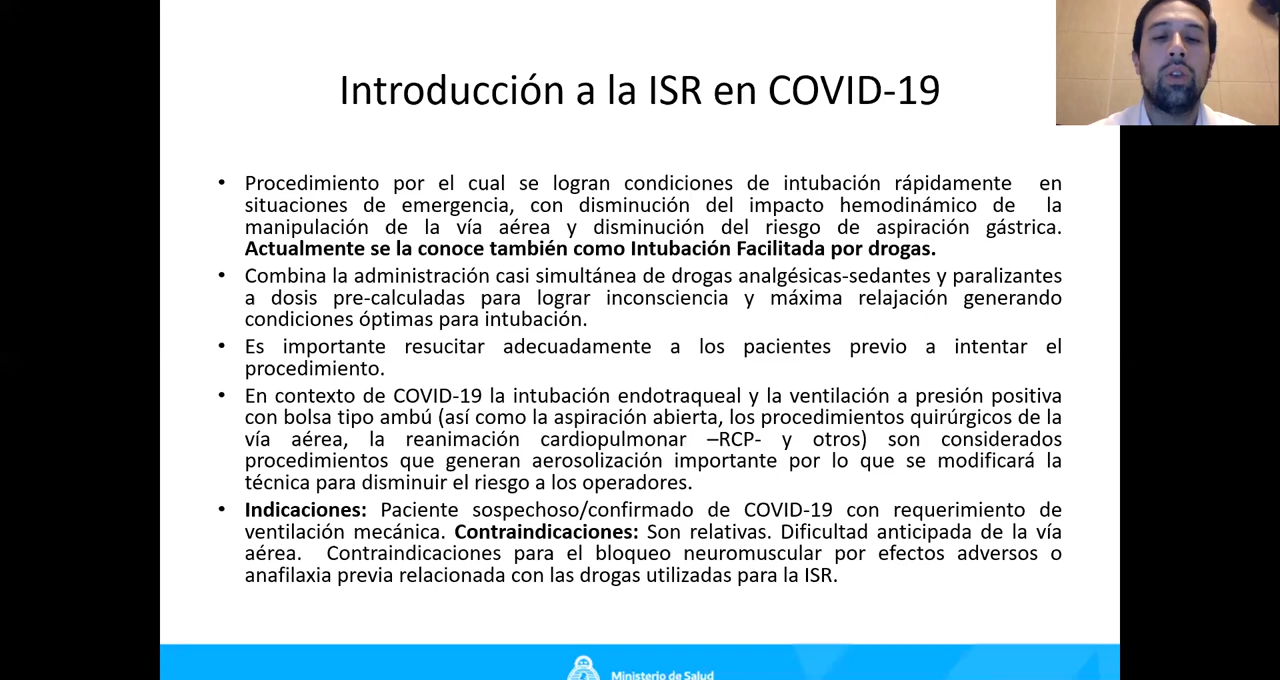 Introducción a la ISR en COVID-19
• Procedimiento por el cual se logran condiciones de intubación rápidamente en
situaciones de emergencia, con disminución del impacto hemodinámico de la
manipulación de la vía aérea y disminución del riesgo de aspiración gástrica.
Actualmente se la conoce también como Intubación Facilitada por drogas.
• Combina la administración casi simultánea de drogas analgésicas-sedantes y paralizantes
a dosis pre-calculadas para lograr inconsciencia y máxima relajación generando
condiciones óptimas para intubación.
• Es importante resucitar adecuadamente a los pacientes previo a intentar el
procedimiento.
• En contexto de COVID-19 la intubación endotraqueal y la ventilación a presión positiva
con bolsa tipo ambú (así como la aspiración abierta, los procedimientos quirúrgicos de la
vía aérea, la reanimación cardiopulmonar –RCP- y otros) son considerados
procedimientos que generan aerosolización importante por lo que se modificará la
técnica para disminuir el riesgo a los operadores.
• Indicaciones: Paciente sospechoso/confirmado de COVID-19 con requerimiento de
ventilación mecánica. Contraindicaciones: Son relativas. Dificultad anticipada de la vía
aérea. Contraindicaciones para el bloqueo neuromuscular por efectos adversos o
anafilaxia previa relacionada con las drogas utilizadas para la ISR.
Ministerio de Salud